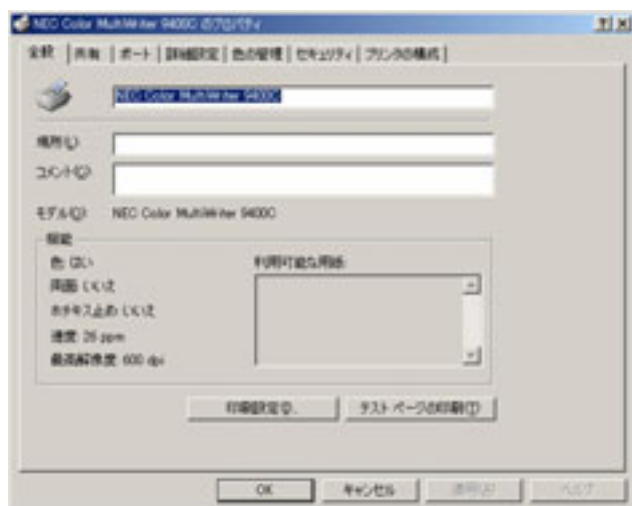 NEC Color MultiWriter 9400C のプロパティ
全般 共有 ポート 詳細設定 色の管理 セキュリティ プリンタの構成
NEC Color MultiWriter 9400C
場所(L):
コメント(C):
モデル(O): NEC Color MultiWriter 9400C
機能
色: はい
利用可能な用紙:
両面: いいえ
ホチキス止め: いいえ
速度: 26 ppm
最高解像度: 600 dpi
印刷設定(I)...
テスト ページの印刷(T)
OK キャンセル 適用(A) ヘルプ